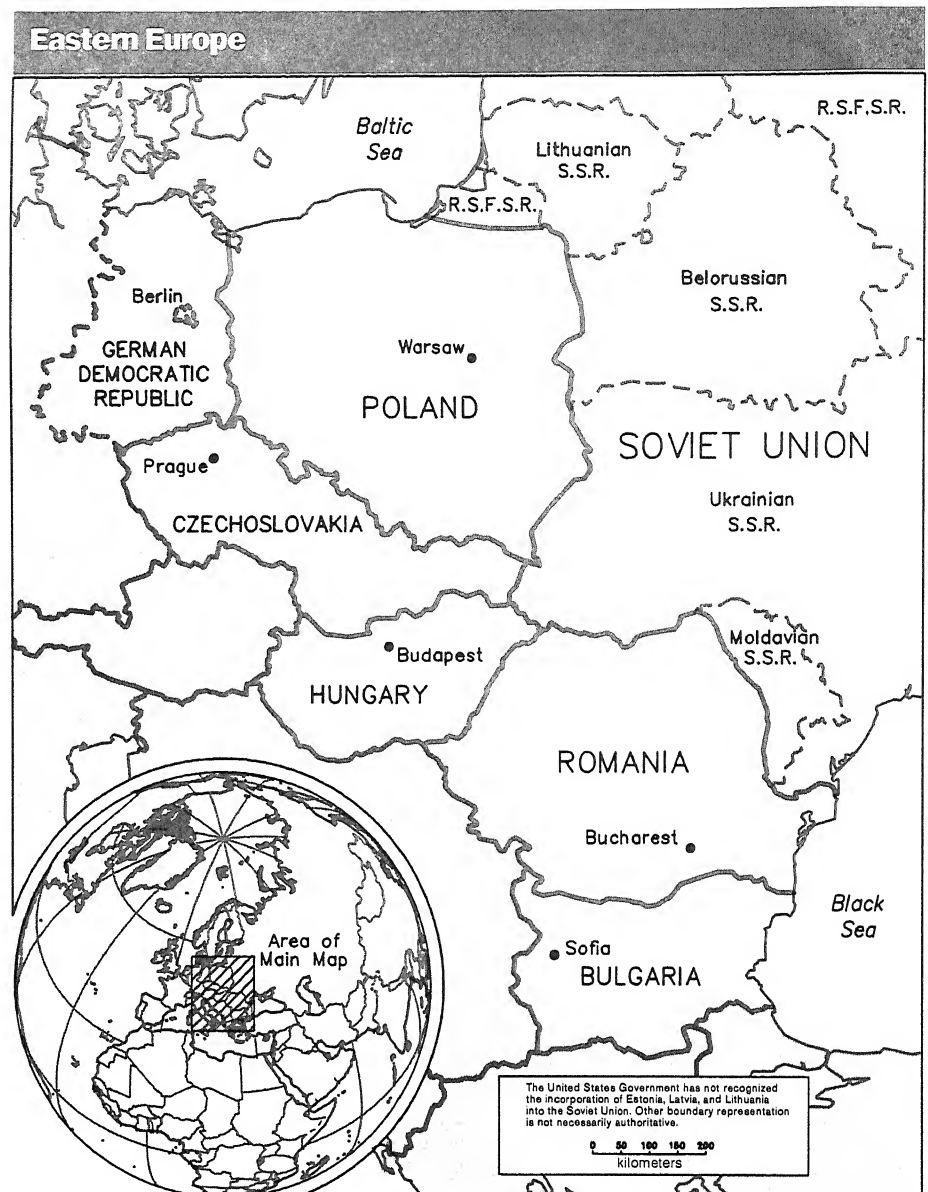 Eastern Europe
R.S.F.S.R.
Baltic
Sea
Lithuanian
S.S.R.
R.S.F.S.R.
Belorussian
S.S.R.
Berlin
GERMAN
DEMOCRATIC
REPUBLIC
Warsaw
POLAND
SOVIET UNION
Prague
Ukrainian
S.S.R.
CZECHOSLOVAKIA
Moldavian
S.S.R.
Budapest
HUNGARY
ROMANIA
Bucharest
Black
Sea
Area of
Main Map
Sofia
BULGARIA
The United States Government has not recognized
the incorporation of Estonia, Latvia, and Lithuania
into the Soviet Union. Other boundary representation
is not necessarily authoritative.
0 50 100 150 200
kilometers